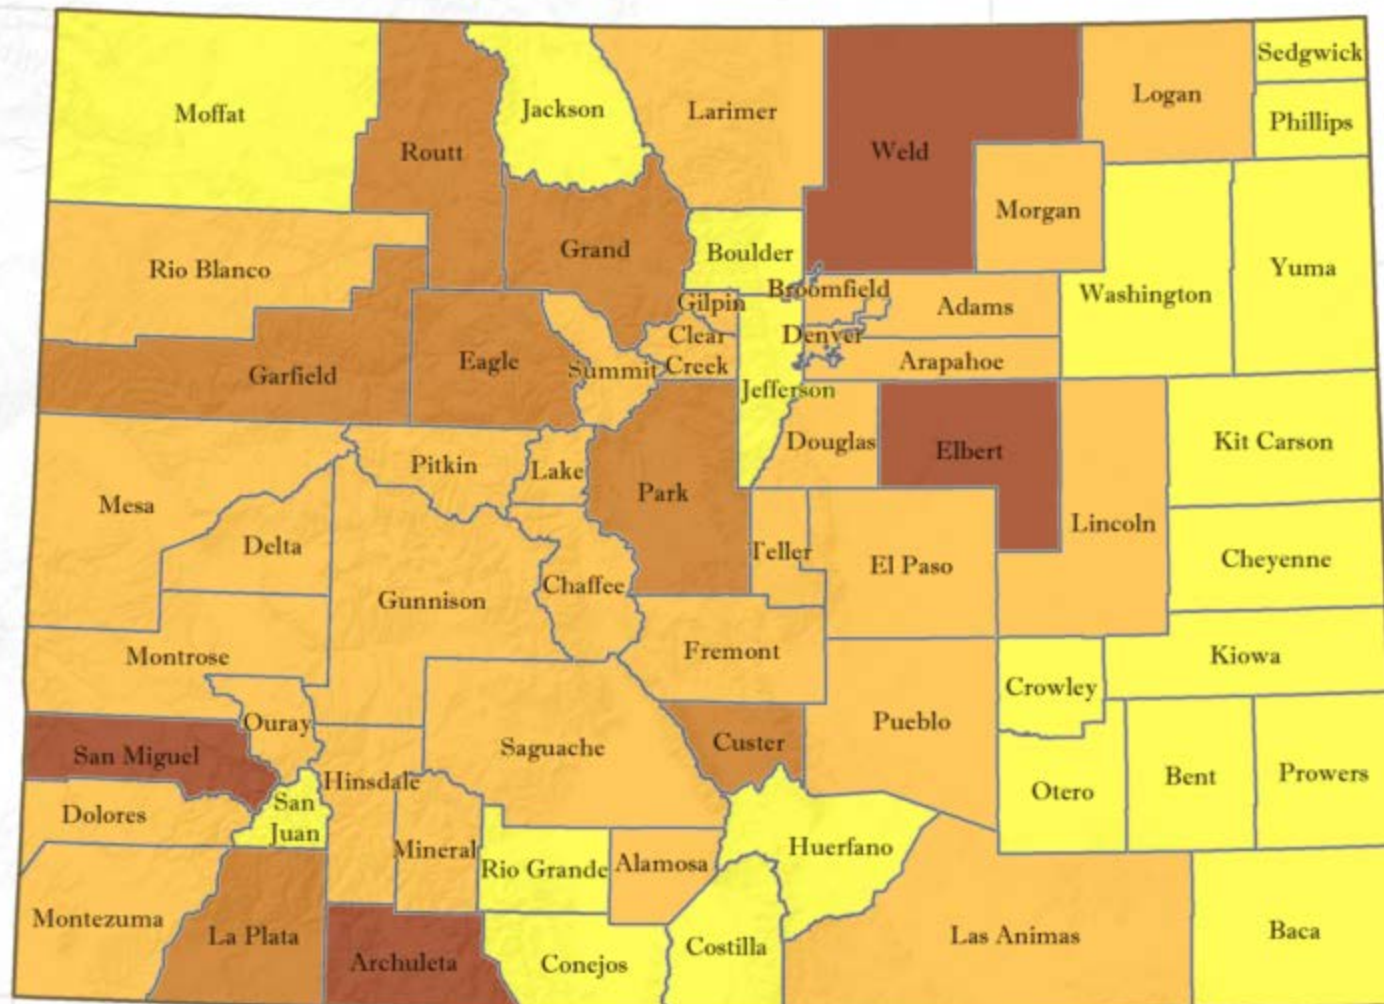 Sedgwick
Moffat
Jackson
Larimer
Logan
Phillips
Routt
Weld
Morgan
Rio Blanco
Grand
Boulder
Washington
Yuma
Gilpin
Broomfield
Adams
Clear
Creek
Denver
Garfield
Eagle
Summit
Arapahoe
Jefferson
Pitkin
Lake
Park
Douglas
Elbert
Kit Carson
Mesa
Delta
Gunnison
Chaffee
Teller
El Paso
Lincoln
Cheyenne
Montrose
Fremont
Kiowa
Ouray
Crowley
San Miguel
Saguache
Custer
Pueblo
Hinsdale
Dolores
San
Juan
Otero
Bent
Prowers
Mineral
Rio Grande
Alamosa
Huerfano
Montezuma
La Plata
Archuleta
Conejos
Costilla
Las Animas
Baca